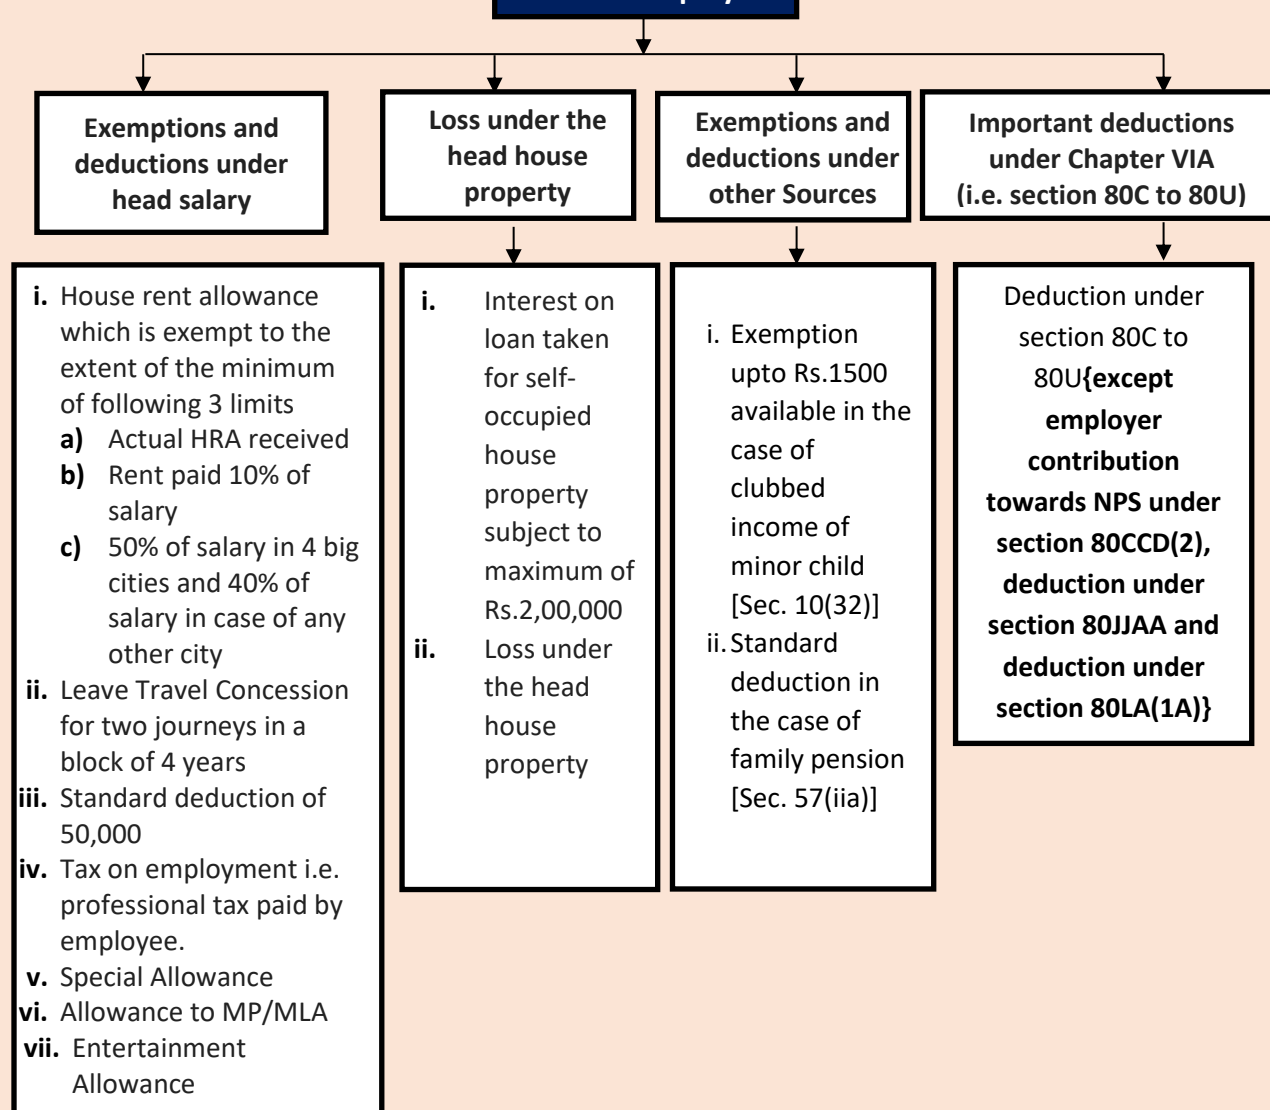 Exemptions and
deductions under
head salary
Loss under the
head house
property
Exemptions and
deductions under
other Sources
Important deductions
under Chapter VIA
(i.e. section 80C to 80U)
i. House rent allowance
which is exempt to the
extent of the minimum
of following 3 limits
a) Actual HRA received
b) Rent paid 10% of
salary
c) 50% of salary in 4 big
cities and 40% of
salary in case of any
other city
ii. Leave Travel Concession
for two journeys in a
block of 4 years
iii. Standard deduction of
50,000
iv. Tax on employment i.e.
professional tax paid by
employee.
v. Special Allowance
vi. Allowance to MP/MLA
vii. Entertainment
Allowance
i. Interest on
loan taken
for self-
occupied
house
property
subject to
maximum of
Rs.2,00,000
ii. Loss under
the head
house
property
i. Exemption
upto Rs.1500
available in the
case of
clubbed
income of
minor child
[Sec. 10(32)]
ii. Standard
deduction in
the case of
family pension
[Sec. 57(iia)]
Deduction under
section 80C to
80U{except
employer
contribution
towards NPS under
section 80CCD(2),
deduction under
section 80JJAA and
deduction under
section 80LA(1A)}